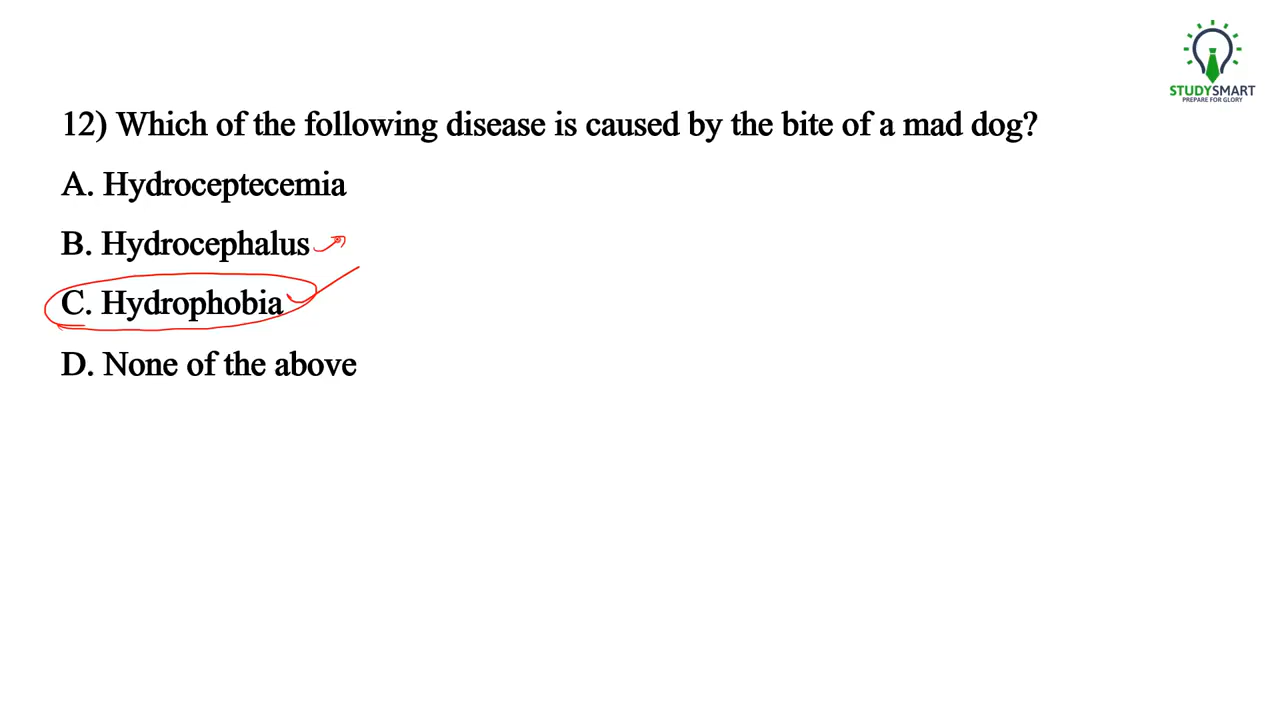 STUDYSMART
PREPARE FOR GLORY
12) Which of the following disease is caused by the bite of a mad dog?
A. Hydroceptecemia
B. Hydrocephalus
C. Hydrophobia
D. None of the above